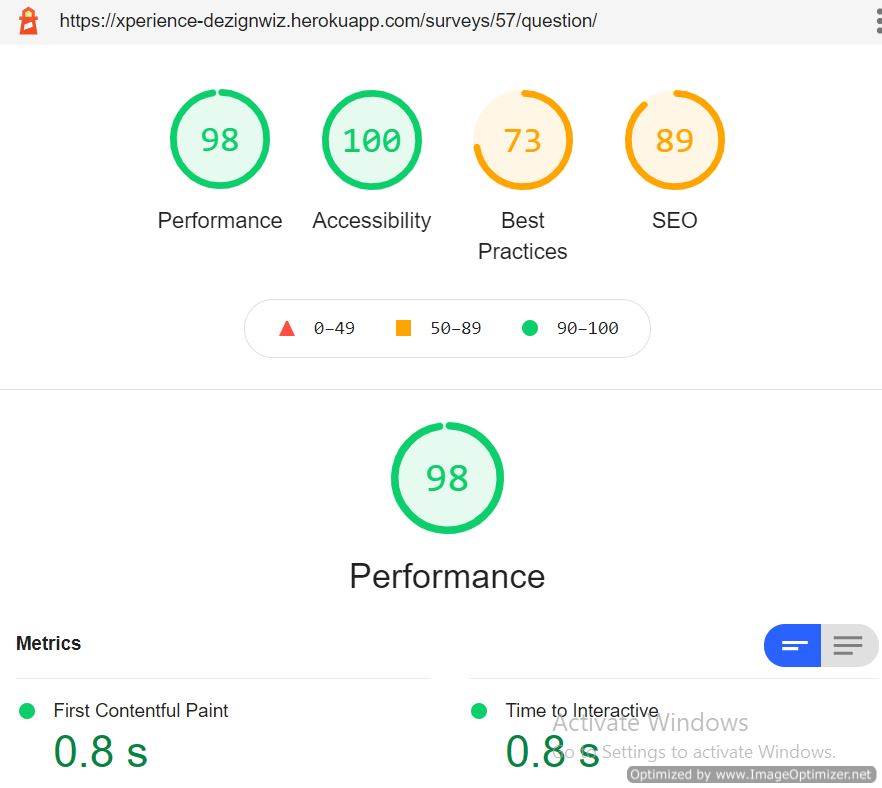 https://xperience-dezignwiz.herokuapp.com/surveys/57/question/
98 100 73 89
Performance Accessibility Best Practices SEO
0–49 50–89 90–100
98
Performance
Metrics
First Contentful Paint Time to Interactive
0.8 s 0.8 s
Activate Windows
Go to Settings to activate Windows.
Optimized by www.ImageOptimizer.net